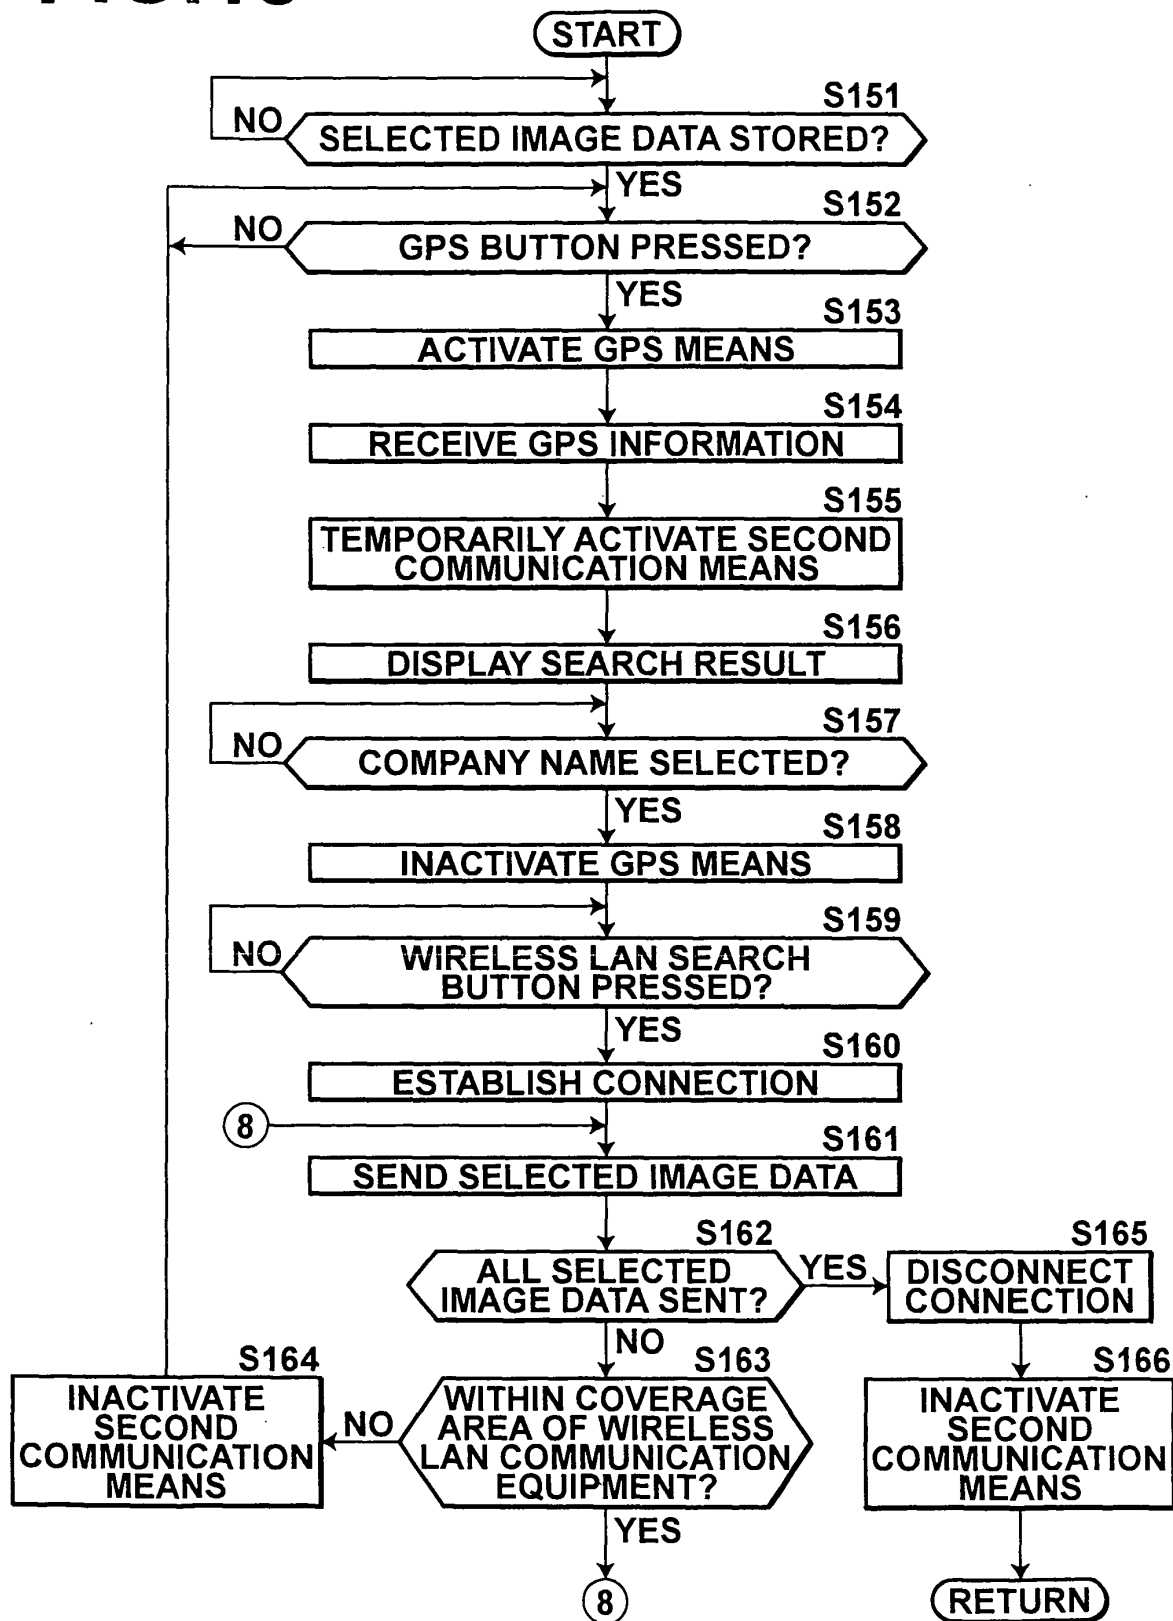 START
S151
NO
SELECTED IMAGE DATA STORED?
YES
S152
NO
GPS BUTTON PRESSED?
YES
S153
ACTIVATE GPS MEANS
S154
RECEIVE GPS INFORMATION
S155
TEMPORARILY ACTIVATE SECOND
COMMUNICATION MEANS
S156
DISPLAY SEARCH RESULT
S157
NO
COMPANY NAME SELECTED?
YES
S158
INACTIVATE GPS MEANS
S159
NO
WIRELESS LAN SEARCH
BUTTON PRESSED?
YES
S160
ESTABLISH CONNECTION
8
S161
SEND SELECTED IMAGE DATA
S162
ALL SELECTED
IMAGE DATA SENT?
YES
S165
DISCONNECT
CONNECTION
NO
S164
INACTIVATE
SECOND
COMMUNICATION
MEANS
NO
S163
WITHIN COVERAGE
AREA OF WIRELESS
LAN COMMUNICATION
EQUIPMENT?
S166
INACTIVATE
SECOND
COMMUNICATION
MEANS
YES
8
RETURN